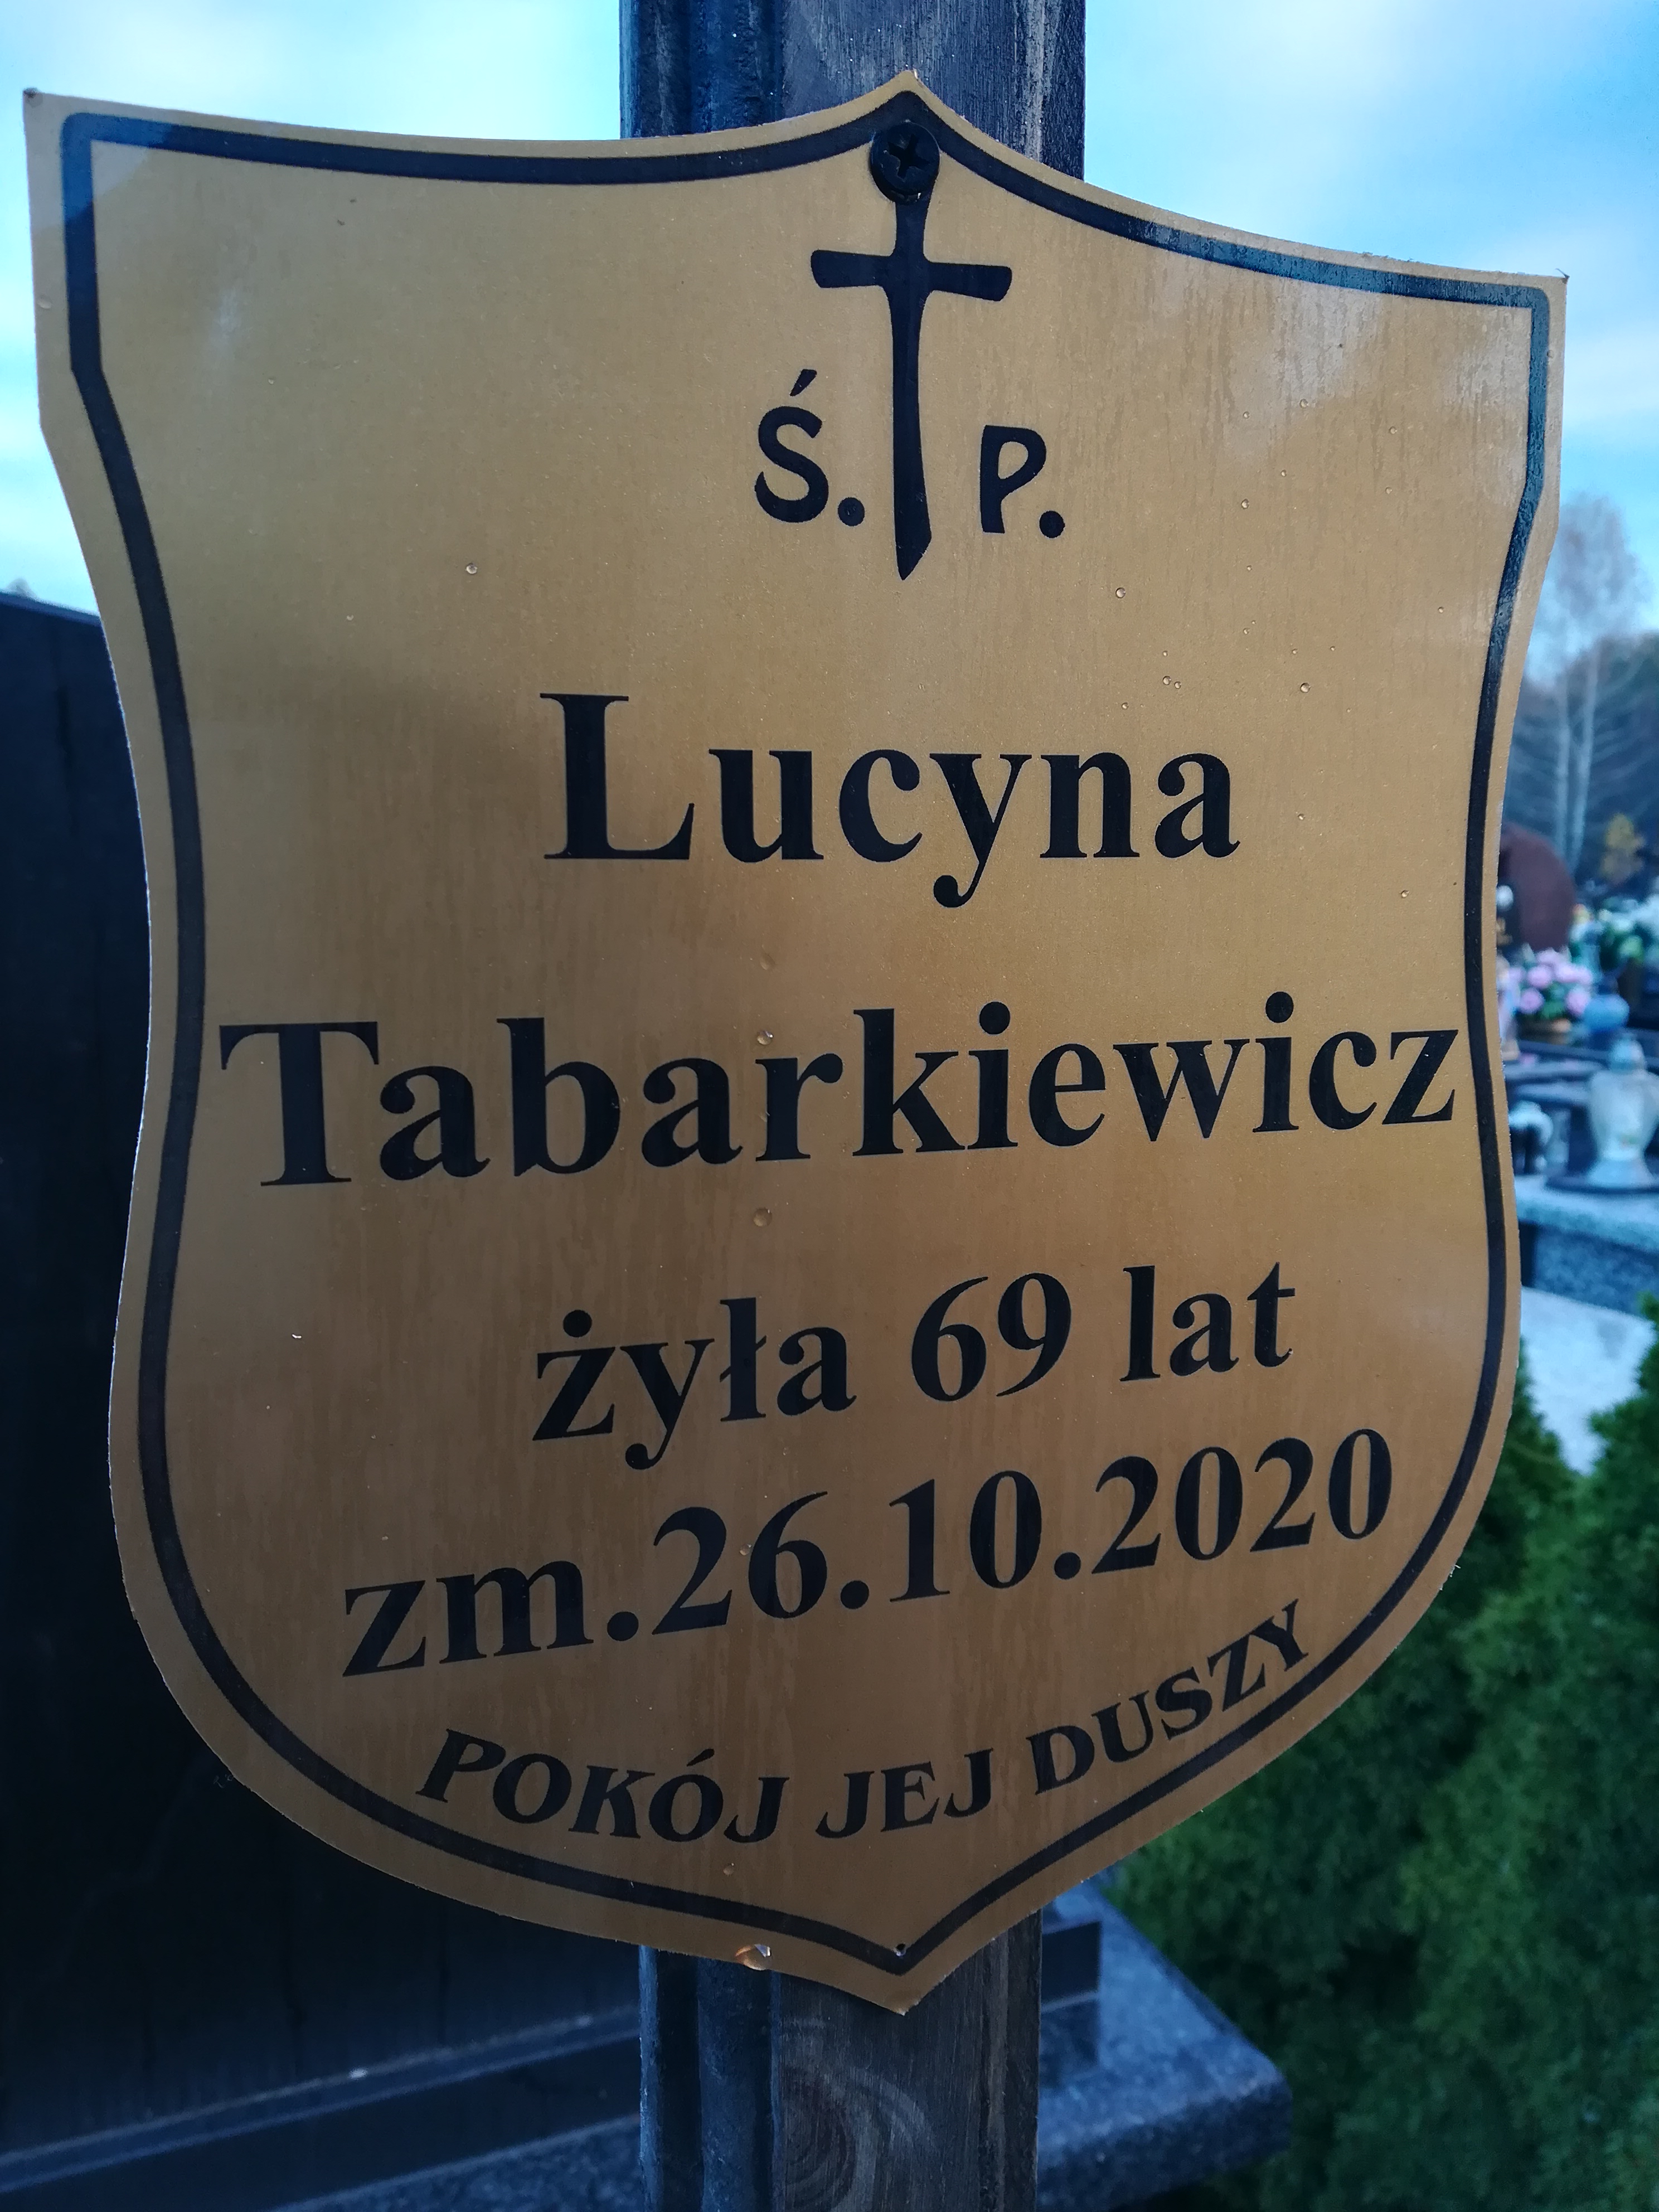 Ś. P.
Lucyna
Tabarkiewicz
żyła 69 lat
zm.26.10.2020
POKÓJ JEJ DUSZY